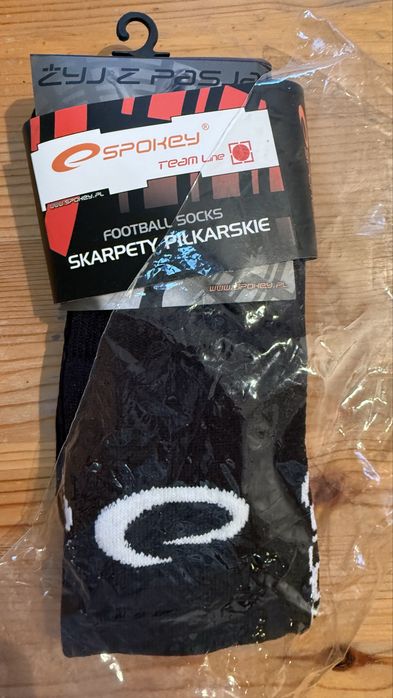 ŻYJ Z PASJĄ
SPOKEY®
TEAM Line
WWW.SPOKEY.PL
FOOTBALL SOCKS
SKARPETY PIŁKARSKIE
WWW.SPOKEY.PL